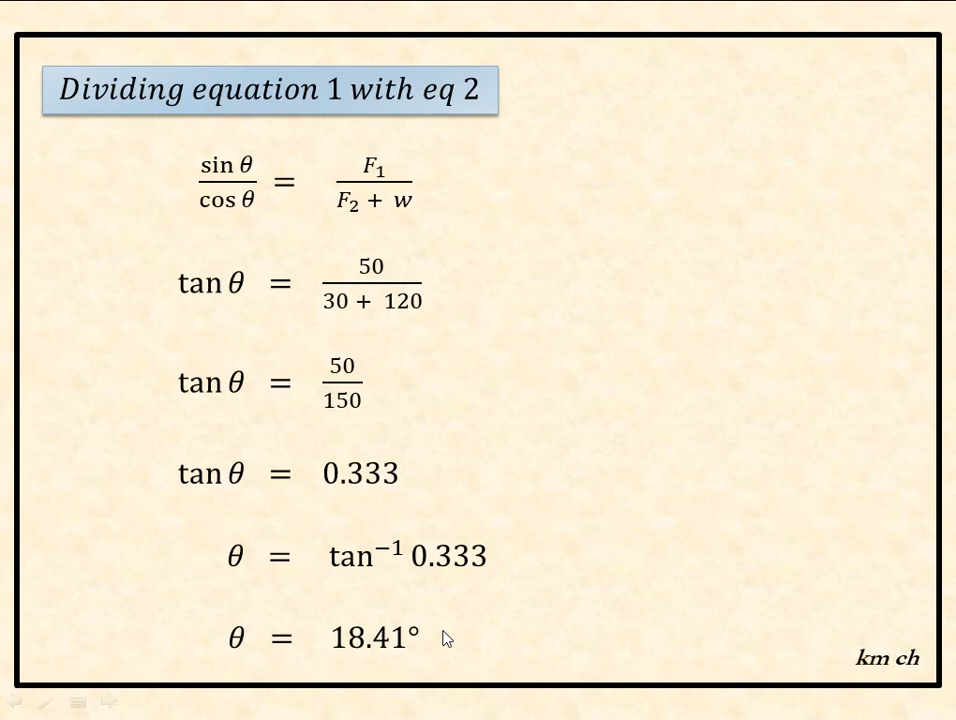 Dividing equation 1 with eq 2
sin θ / cos θ = F₁ / F₂ + w
tan θ = 50 / 30 + 120
tan θ = 50 / 150
tan θ = 0.333
θ = tan⁻¹ 0.333
θ = 18.41°
km ch